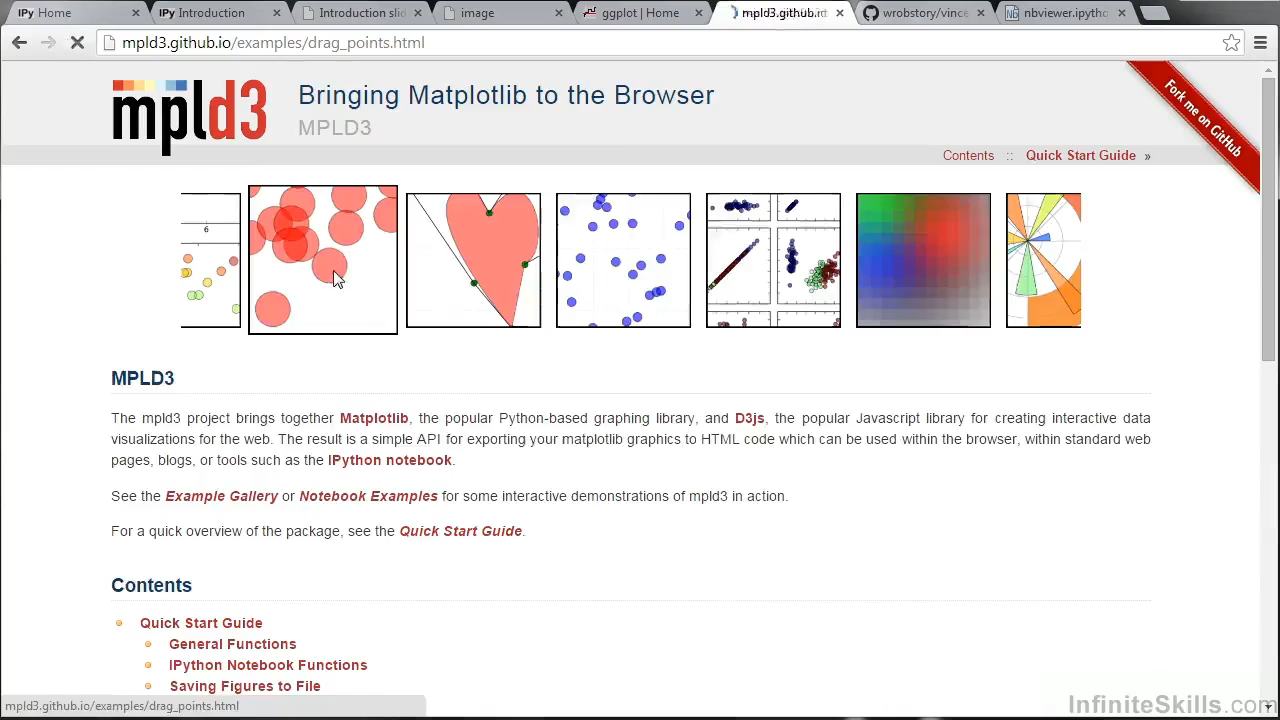 IPy Home
IPy Introduction
Introduction slid
image
ggplot | Home
mpld3.github.i
wrobstory/vince
Nb nbviewer.ipytho
mpld3.github.io/examples/drag_points.html
mpld3
Bringing Matplotlib to the Browser
MPLD3
Fork me on GitHub
Contents :: Quick Start Guide »
6
MPLD3
The mpld3 project brings together Matplotlib, the popular Python-based graphing library, and D3js, the popular Javascript library for creating interactive data
visualizations for the web. The result is a simple API for exporting your matplotlib graphics to HTML code which can be used within the browser, within standard web
pages, blogs, or tools such as the IPython notebook.
See the Example Gallery or Notebook Examples for some interactive demonstrations of mpld3 in action.
For a quick overview of the package, see the Quick Start Guide.
Contents
Quick Start Guide
General Functions
IPython Notebook Functions
Saving Figures to File
mpld3.github.io/examples/drag_points.html
InfiniteSkills.com